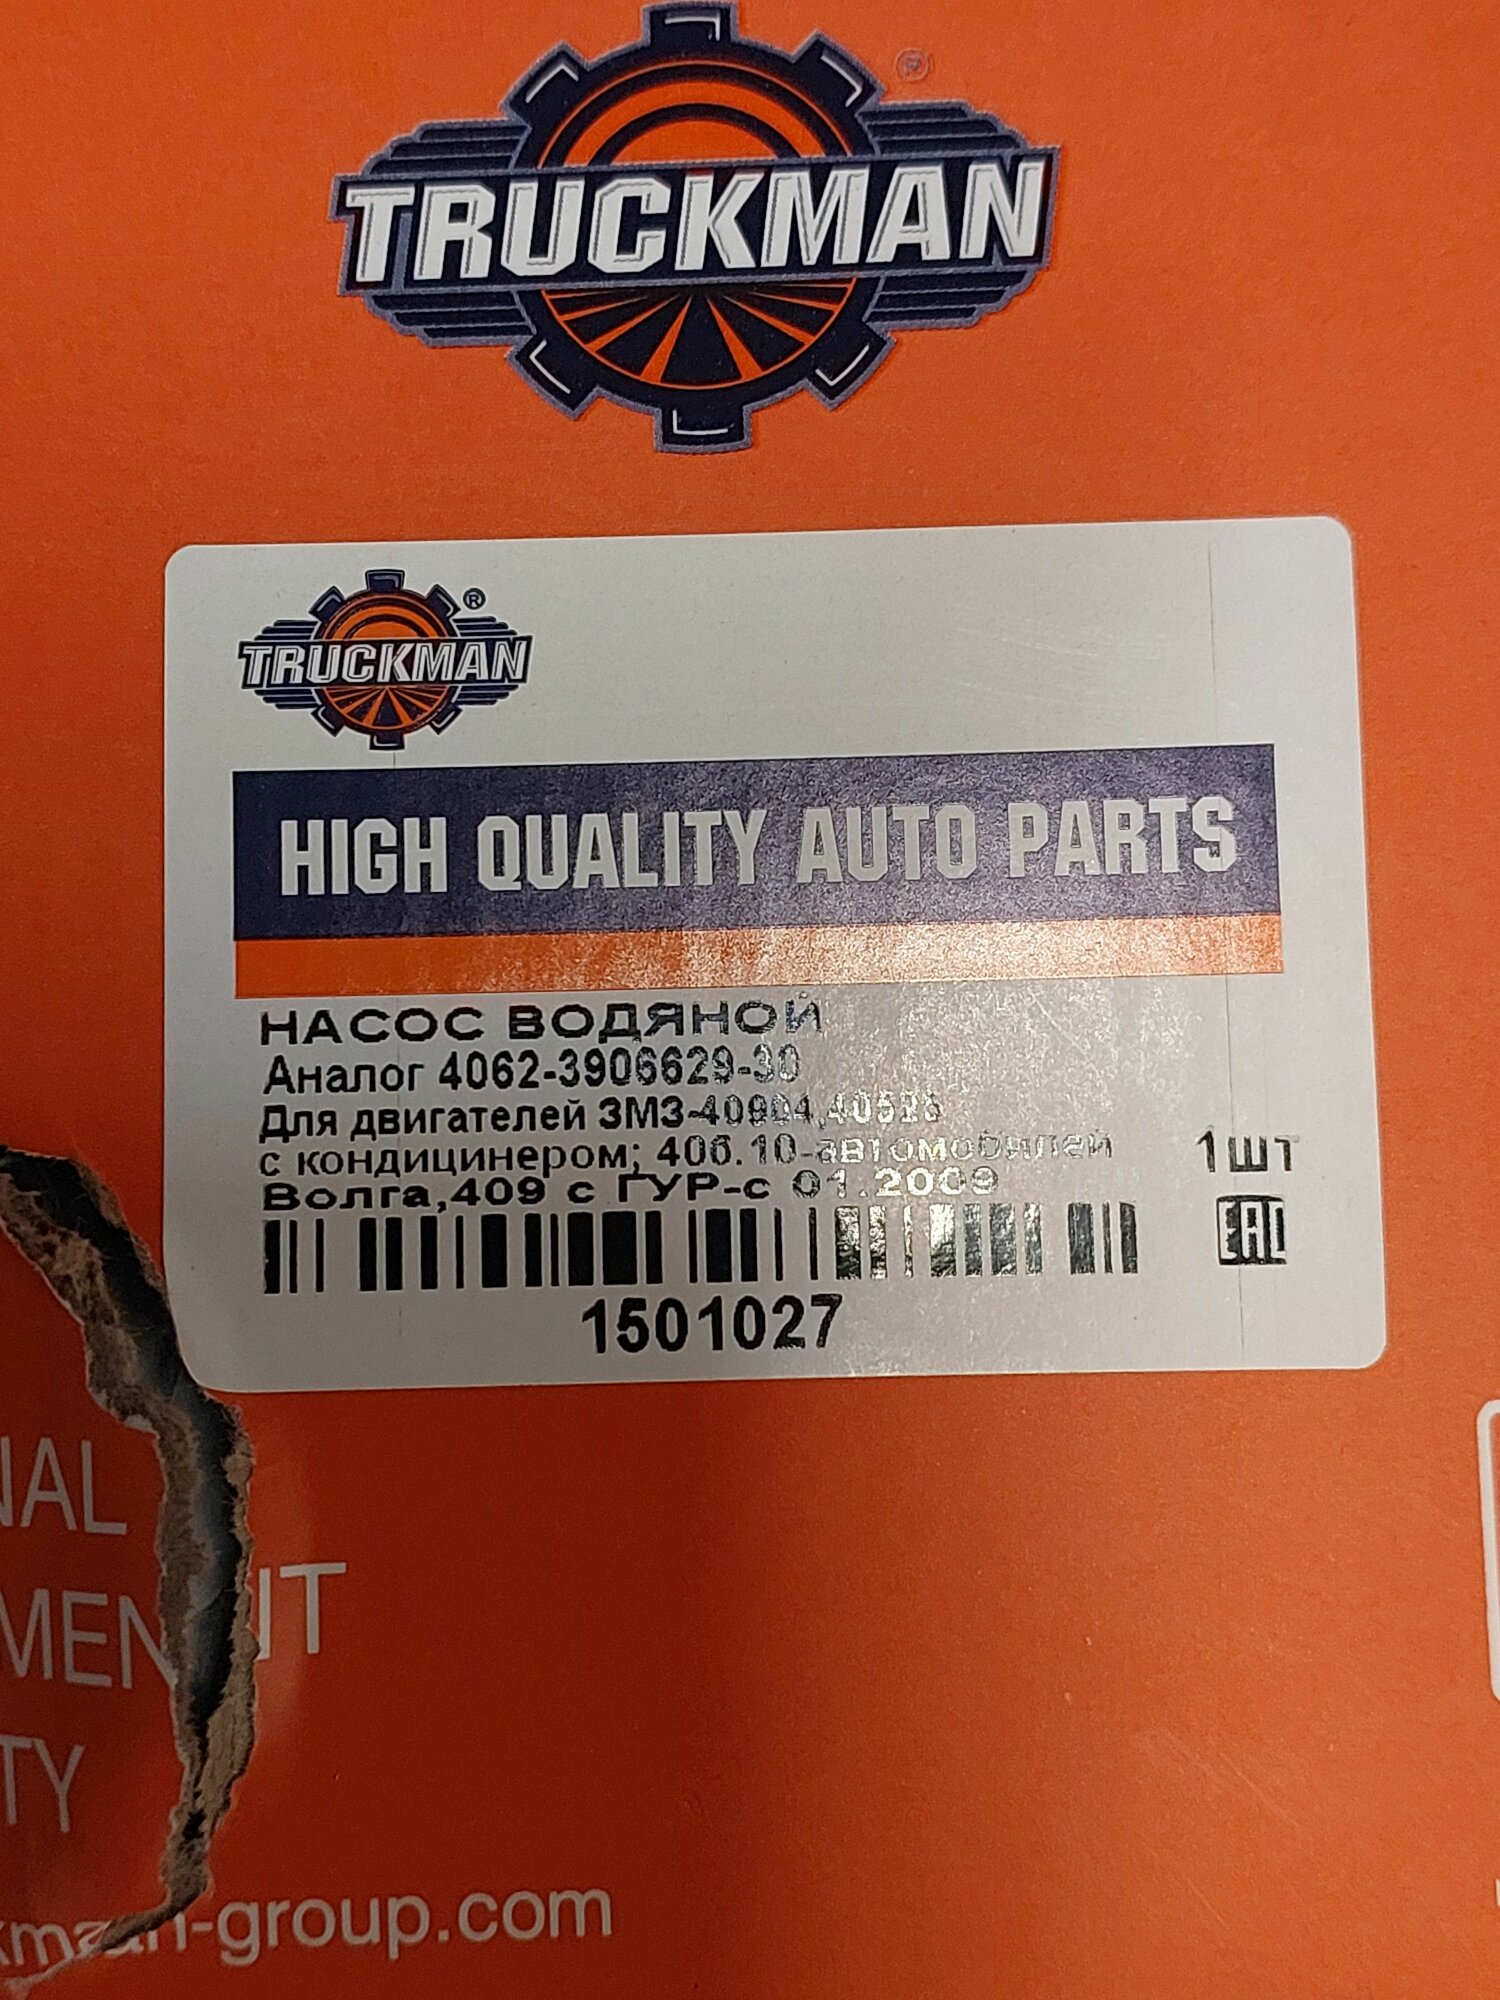 ®
TRUCKMAN
®
TRUCKMAN
HIGH QUALITY AUTO PARTS
НАСОС ВОДЯНОЙ
Аналог 4062-3906629-30
Для двигателей ЗМЗ-40904,40525
с кондицинером; 406.10-автомобилей
Волга,409 с ГУР-с 01.2009
1шт
EAC
1501027
NAL
MENT
TY
kman-group.com